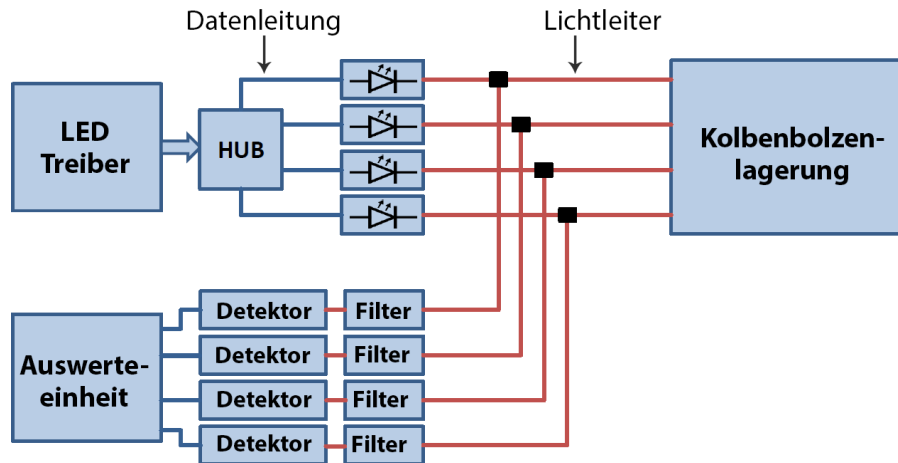 Datenleitung
Lichtleiter
LED
Treiber
HUB
Kolbenbolzen-
lagerung
Auswerte-
einheit
Detektor
Filter
Detektor
Filter
Detektor
Filter
Detektor
Filter